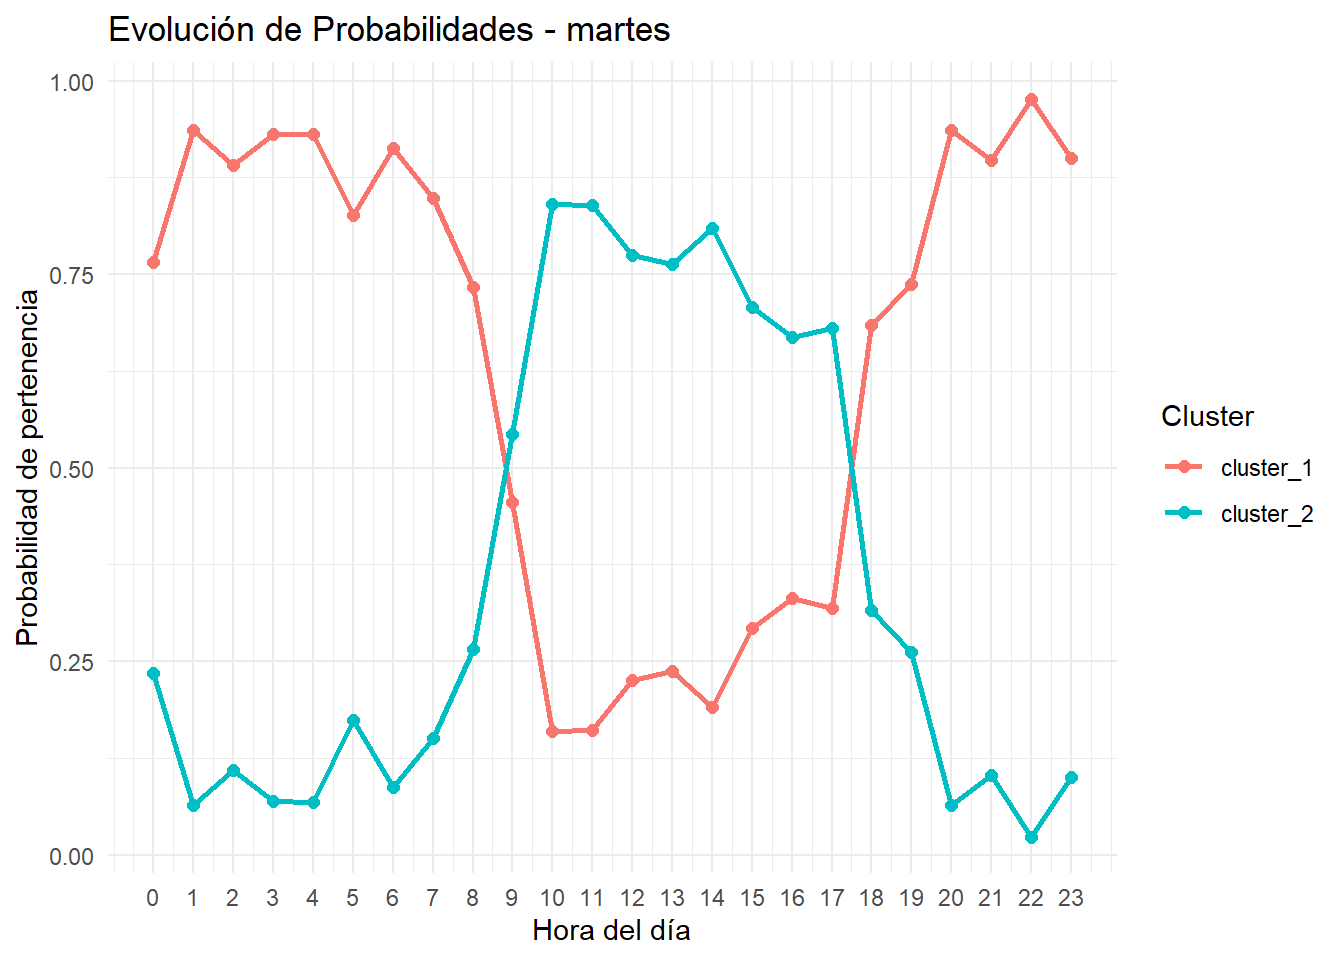 Evolución de Probabilidades - martes
1.00
0.75
0.50
0.25
0.00
Probabilidad de pertenencia
0 1 2 3 4 5 6 7 8 9 10 11 12 13 14 15 16 17 18 19 20 21 22 23
Hora del día
Cluster
cluster_1
cluster_2